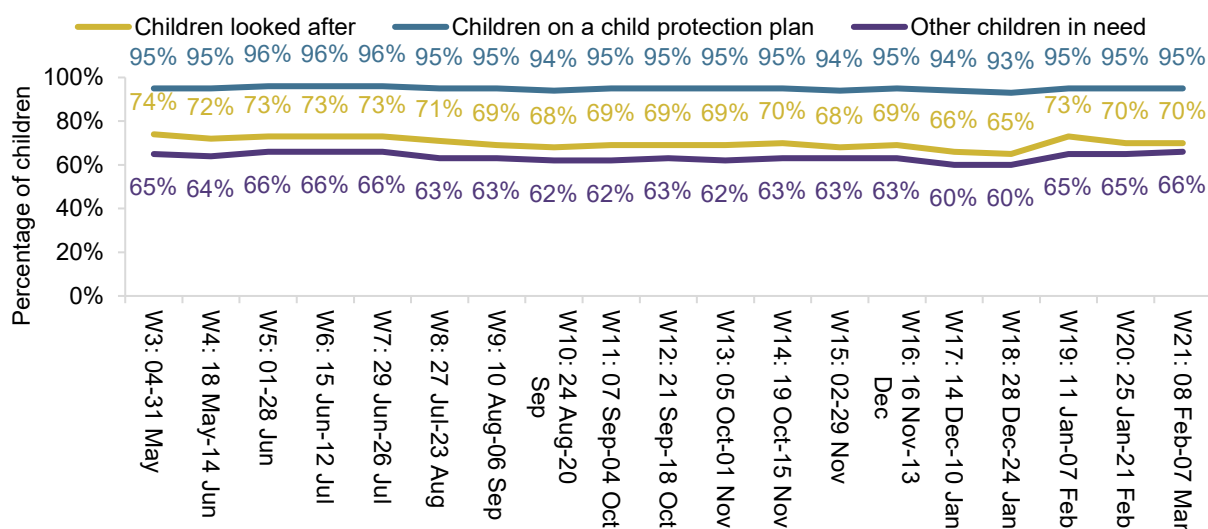 Children looked after
Children on a child protection plan
Other children in need
95% 95% 96% 96% 96% 95% 95% 94% 95% 95% 95% 95% 94% 95% 94% 93% 95% 95% 95%
74% 72% 73% 73% 73% 71% 69% 68% 69% 69% 69% 70% 68% 69% 66% 65% 73% 70% 70%
65% 64% 66% 66% 66% 63% 63% 62% 62% 63% 62% 63% 63% 63% 60% 60% 65% 65% 66%
Percentage of children
100%
80%
60%
40%
20%
0%
W3: 04-31 May
W4: 18 May-14 Jun
W5: 01-28 Jun
W6: 15 Jun-12 Jul
W7: 29 Jun-26 Jul
W8: 27 Jul-23 Aug
W9: 10 Aug-06 Sep
W10: 24 Aug-20
Sep
W11: 07 Sep-04 Oct
W12: 21 Sep-18 Oct
W13: 05 Oct-01 Nov
W14: 19 Oct-15 Nov
W15: 02-29 Nov
W16: 16 Nov-13
Dec
W17: 14 Dec-10 Jan
W18: 28 Dec-24 Jan
W19: 11 Jan-07 Feb
W20: 25 Jan-21 Feb
W21: 08 Feb-07 Mar